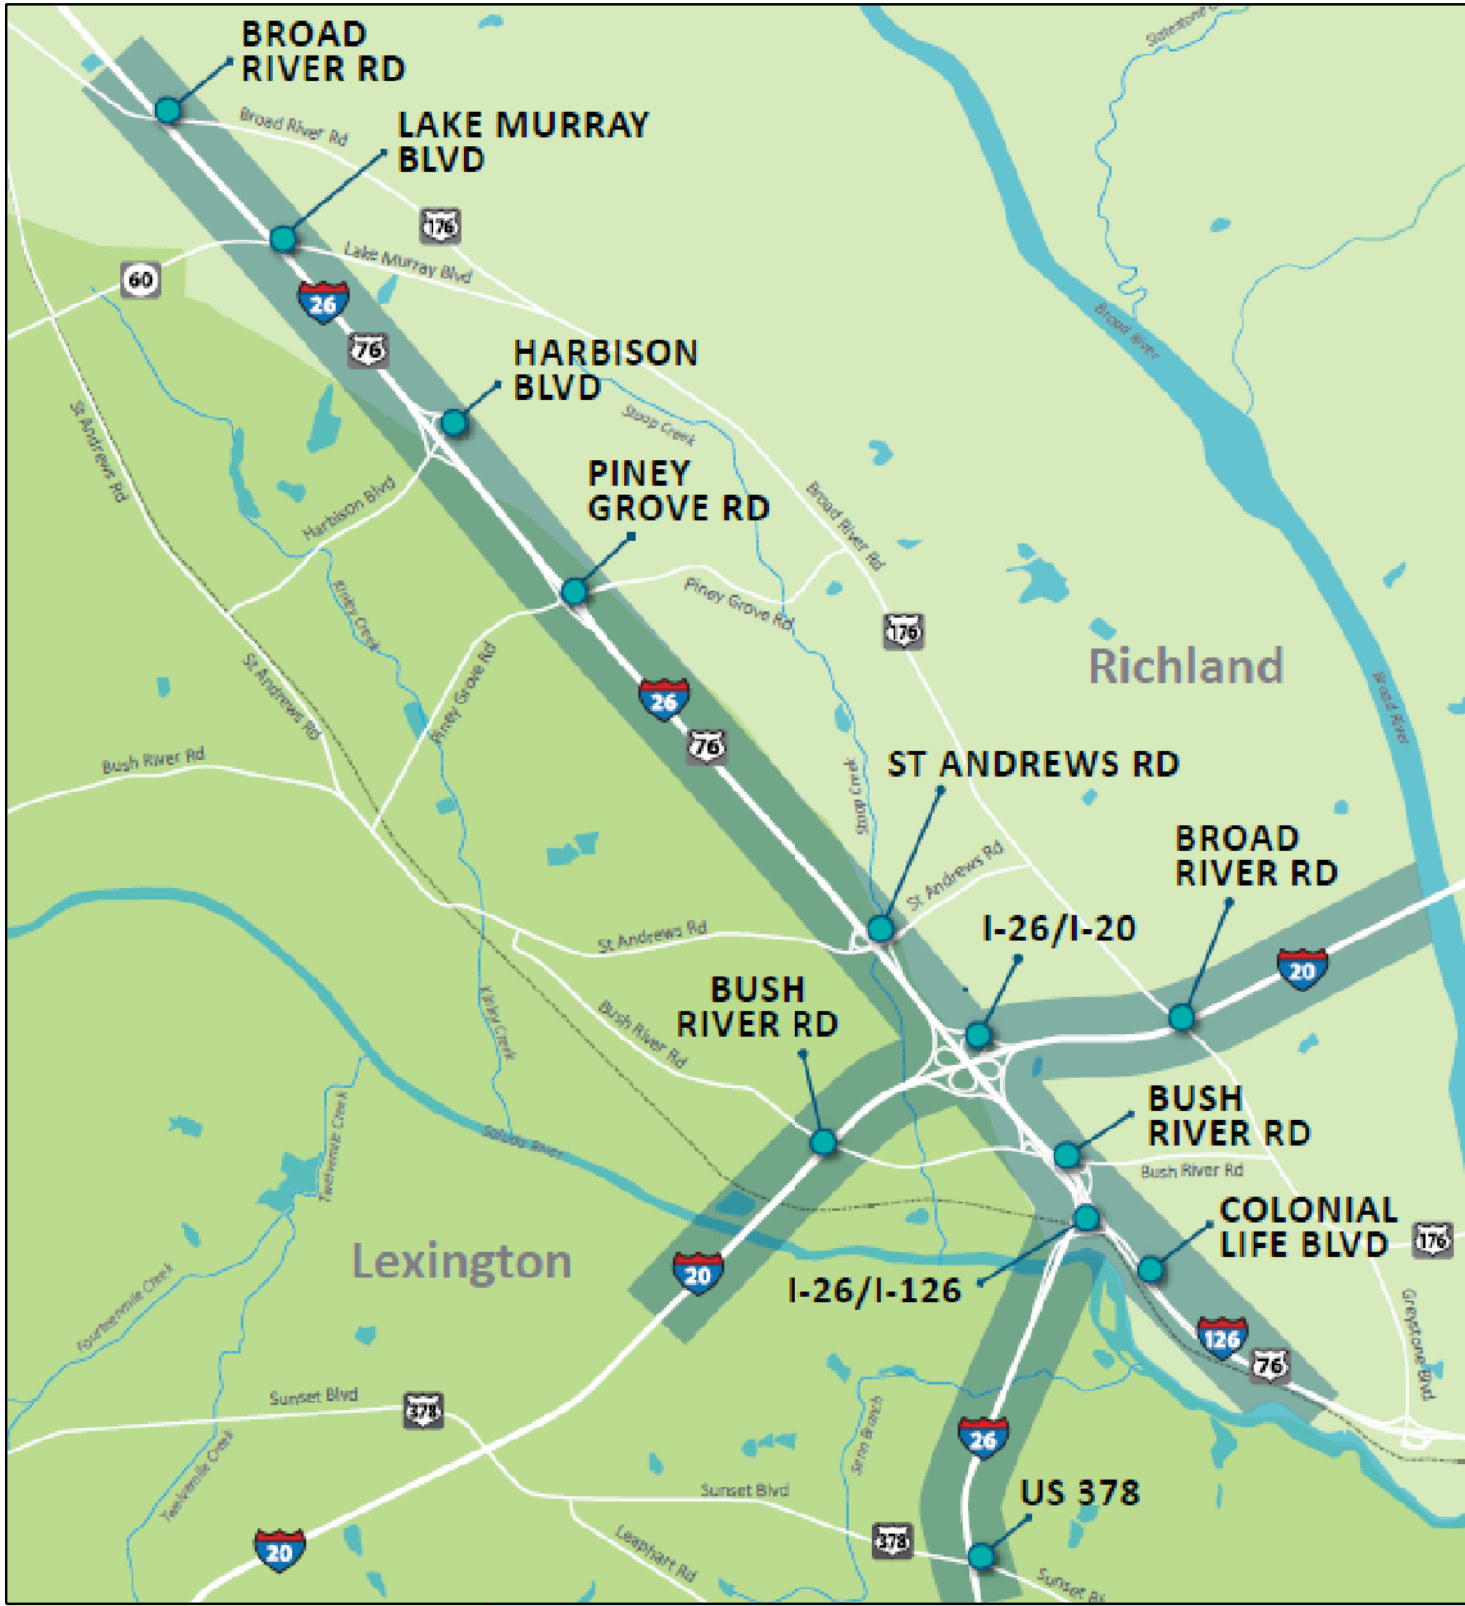 BROAD
RIVER RD
Broad River Rd
LAKE MURRAY
BLVD
176
Lake Murray Blvd
60
26
76
HARBISON
BLVD
Broad River
St Andrews Rd
Stoop Creek
PINEY
GROVE RD
Harbison Blvd
Broad River Rd
Kinley Creek
Piney Grove Rd
176
Richland
St Andrews Rd
Piney Grove Rd
26
76
Broad River
Bush River Rd
ST ANDREWS RD
Stoop Creek
BROAD
RIVER RD
St Andrews Rd
I-26/I-20
St Andrews Rd
20
BUSH
RIVER RD
Kinley Creek
Bush River Rd
BUSH
RIVER RD
Saluda River
Twelvemile Creek
Bush River Rd
COLONIAL
LIFE BLVD
176
Lexington
20
I-26/I-126
Fourteenmile Creek
126
76
Greystone Blvd
Sunset Blvd
378
26
Senn Branch
Twelvemile Creek
Sunset Blvd
US 378
378
20
Leaphart Rd
Sunset